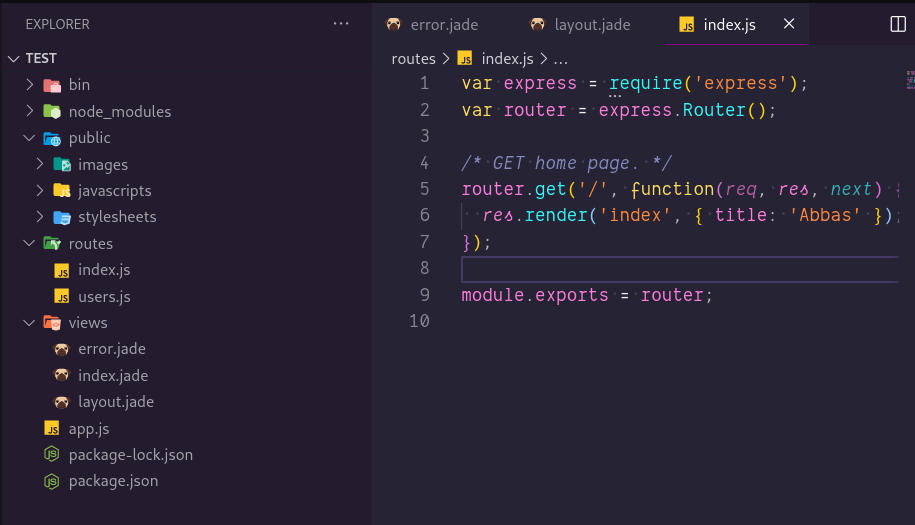 EXPLORER ···
TEST
bin
node_modules
public
images
javascripts
stylesheets
routes
index.js
users.js
views
error.jade
index.jade
layout.jade
app.js
package-lock.json
package.json
error.jade layout.jade JS index.js ×
routes > JS index.js > ...
1 var express = require('express');
2 var router = express.Router();
3
4 /* GET home page. */
5 router.get('/', function(req, res, next) {
6   res.render('index', { title: 'Abbas' });
7 });
8
9 module.exports = router;
10